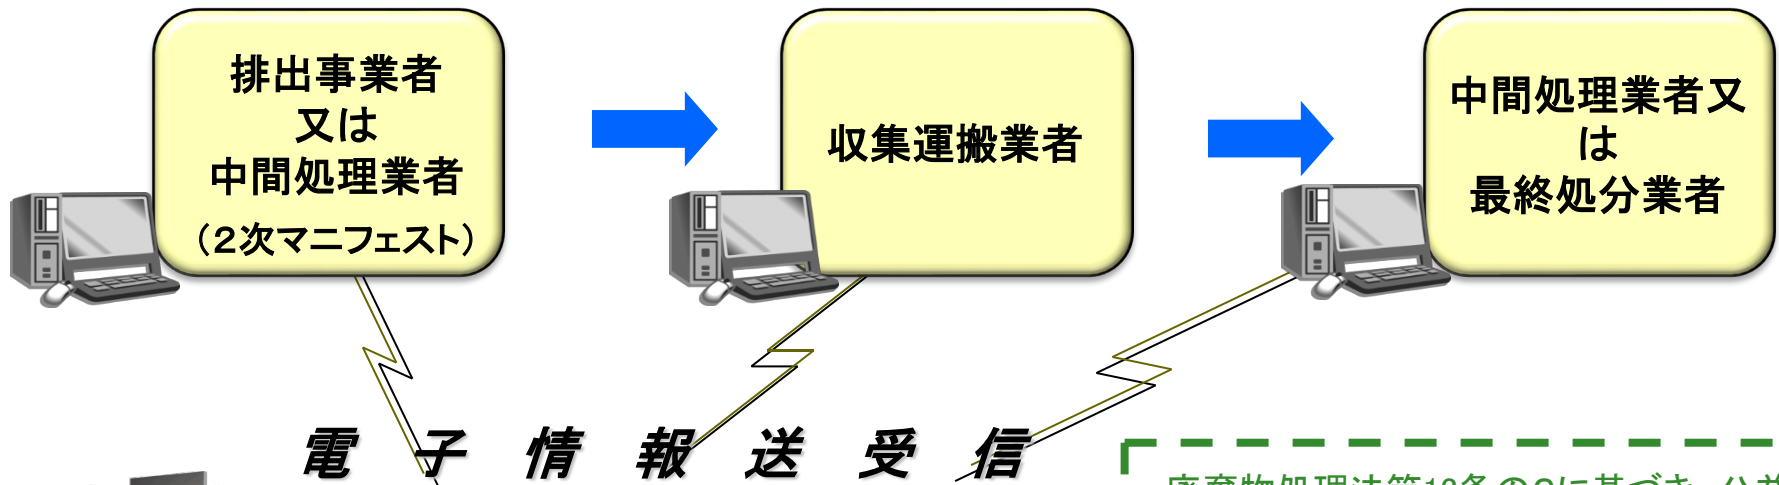 排出事業者
又は
中間処理業者
（２次マニフェスト）
収集運搬業者
中間処理業者又
は
最終処分業者
電子情報送受信